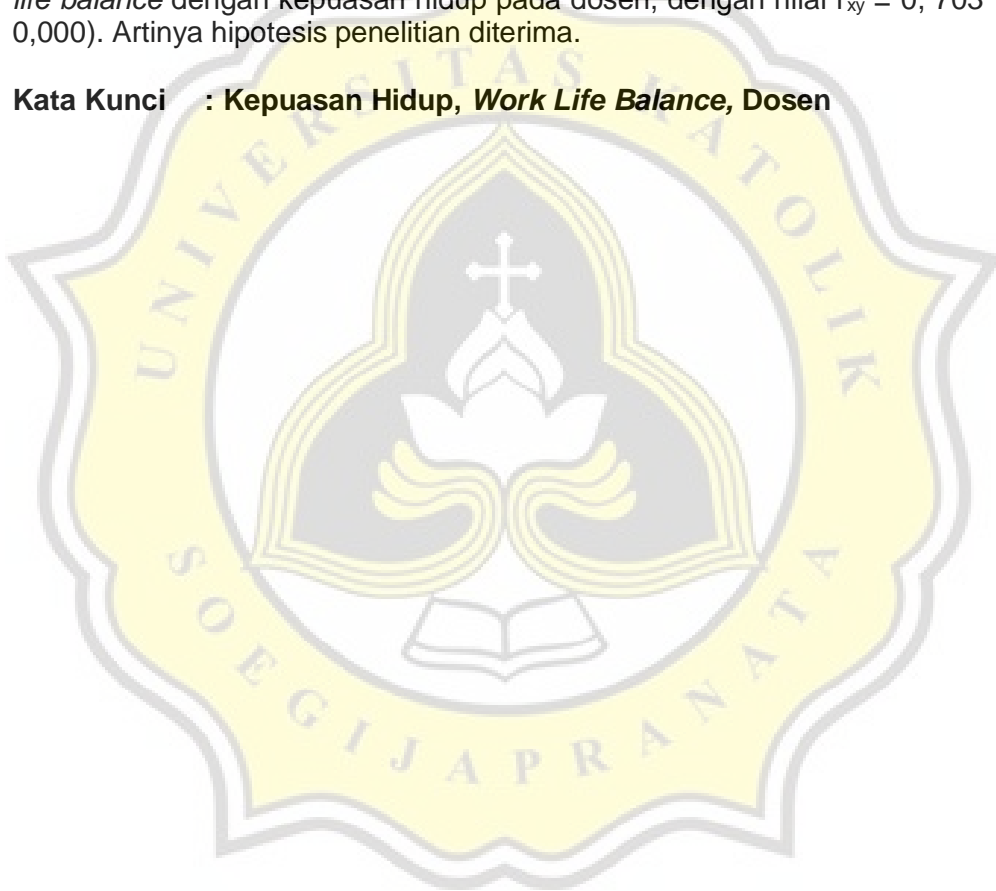 life balance dengan kepuasan hidup pada dosen, dengan nilai rxy = 0, 703
0,000). Artinya hipotesis penelitian diterima.
Kata Kunci : Kepuasan Hidup, Work Life Balance, Dosen
UNIVERSITAS KATOLIK
SOEGIJAPRANATA